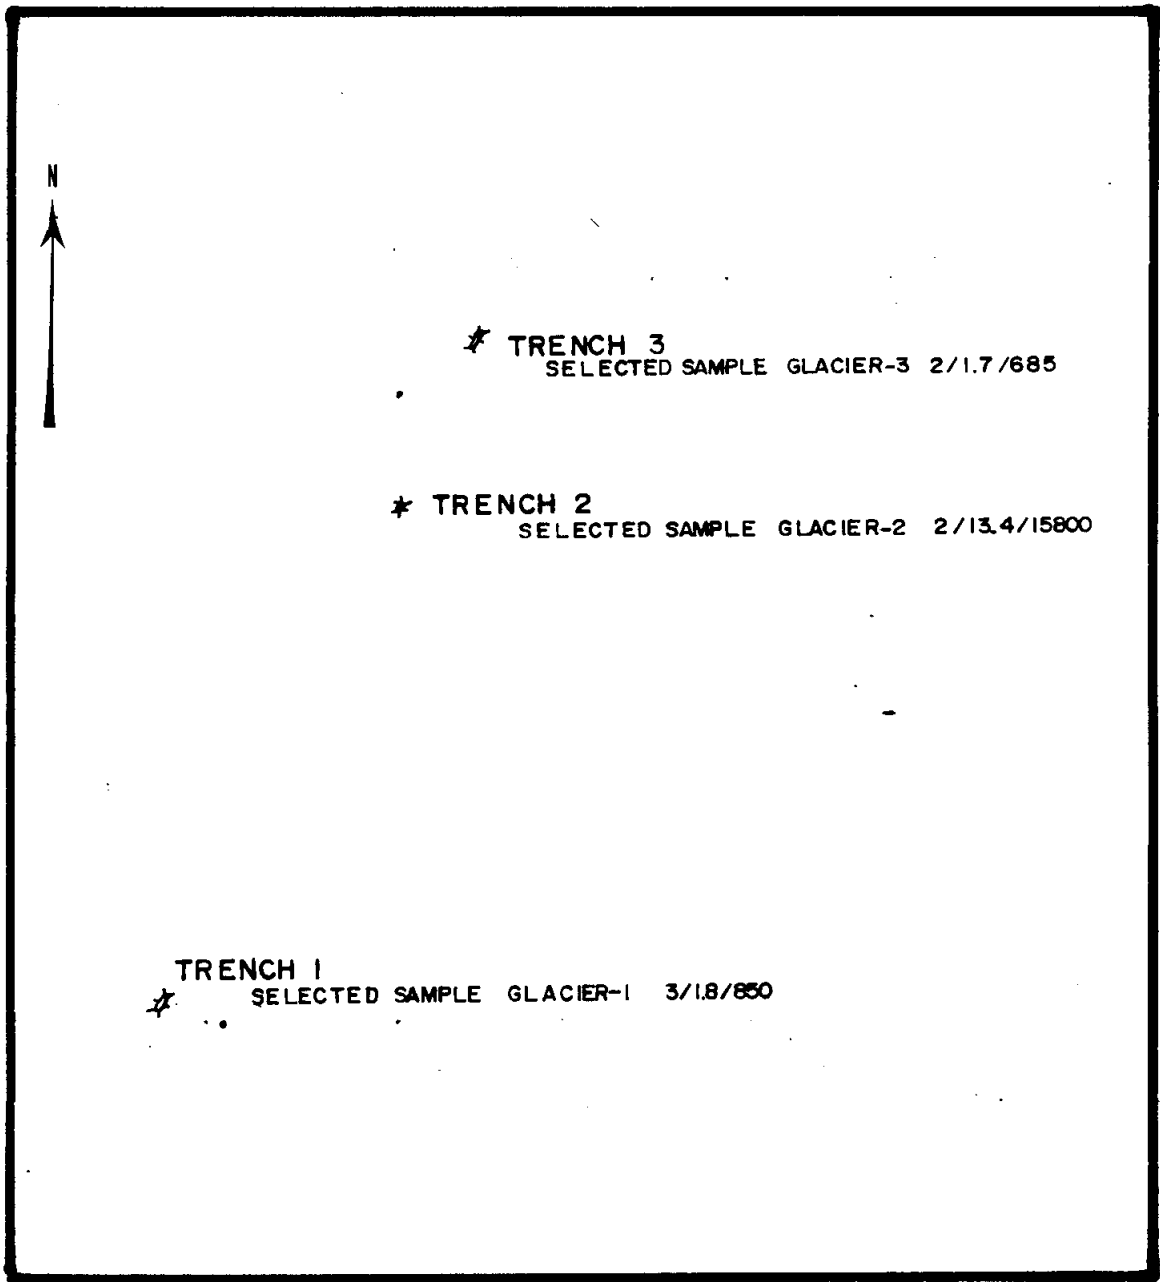 N
TRENCH 3
SELECTED SAMPLE GLACIER-3 2/1.7/685
TRENCH 2
SELECTED SAMPLE GLACIER-2 2/13.4/15800
TRENCH 1
SELECTED SAMPLE GLACIER-1 3/1.8/850